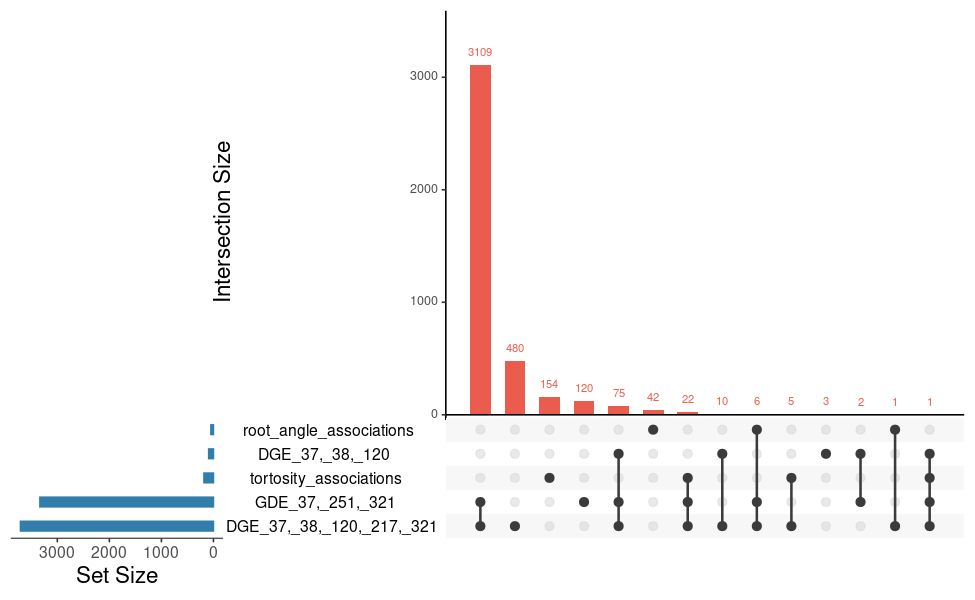 3109
3000
2000
Intersection Size
1000
480
154
120
75
42
22
10
6
5
3
2
1
1
0
root_angle_associations
DGE_37,_38,_120
tortosity_associations
GDE_37,_251,_321
DGE_37,_38,_120,_217,_321
3000 2000 1000 0
Set Size